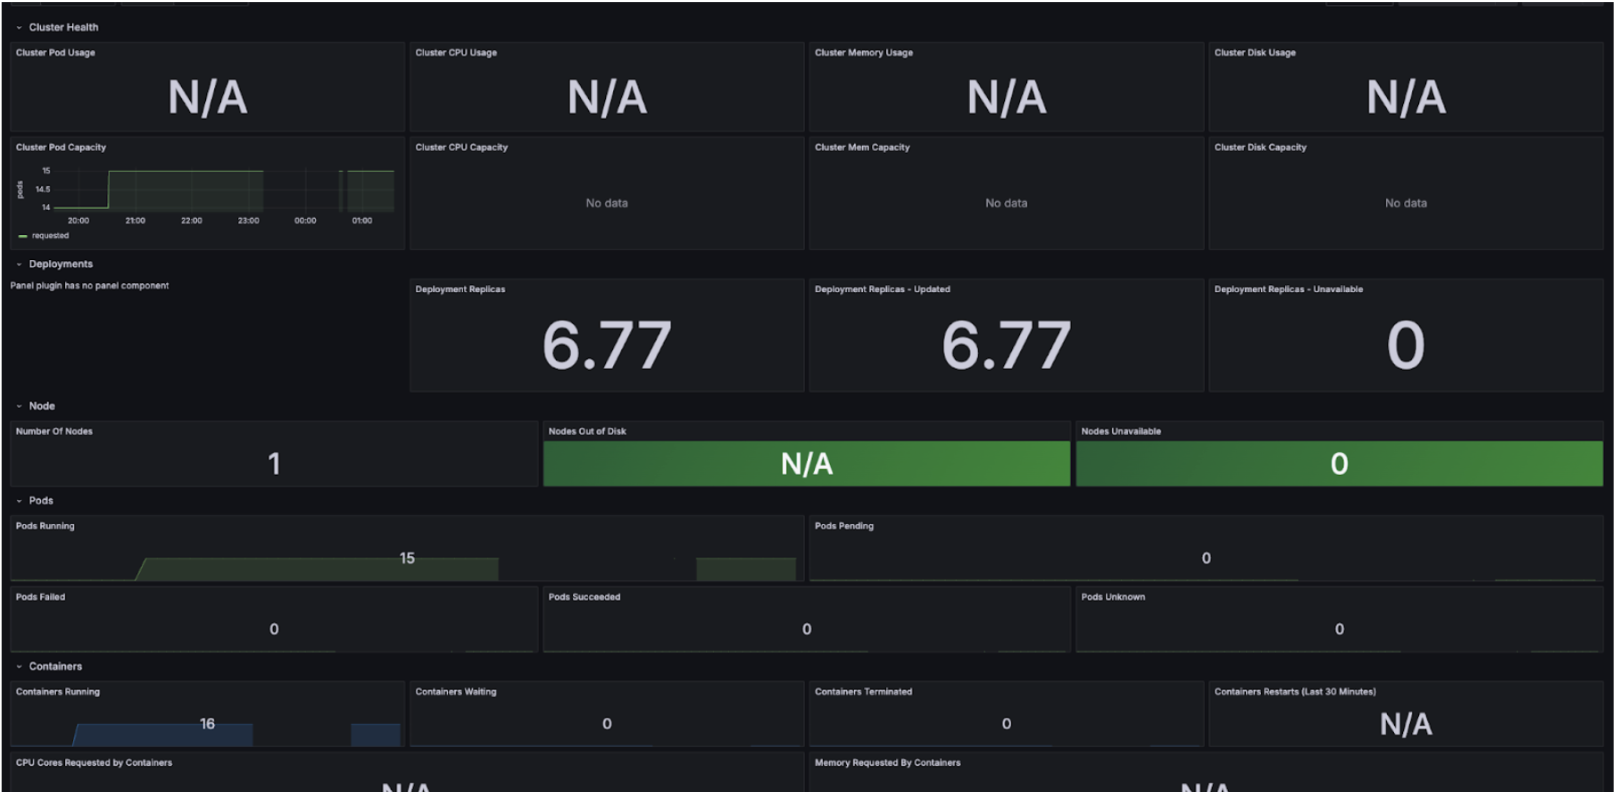 Cluster Health
Cluster Pod Usage
N/A
Cluster CPU Usage
N/A
Cluster Memory Usage
N/A
Cluster Disk Usage
N/A
Cluster Pod Capacity
pods
15
14.5
14
20:00 21:00 22:00 23:00 00:00 01:00
requested
Cluster CPU Capacity
No data
Cluster Mem Capacity
No data
Cluster Disk Capacity
No data
Deployments
Panel plugin has no panel component
Deployment Replicas
6.77
Deployment Replicas - Updated
6.77
Deployment Replicas - Unavailable
0
Node
Number Of Nodes
1
Nodes Out of Disk
N/A
Nodes Unavailable
0
Pods
Pods Running
15
Pods Pending
0
Pods Failed
0
Pods Succeeded
0
Pods Unknown
0
Containers
Containers Running
16
Containers Waiting
0
Containers Terminated
0
Containers Restarts (Last 30 Minutes)
N/A
CPU Cores Requested by Containers
N/A
Memory Requested By Containers
N/A